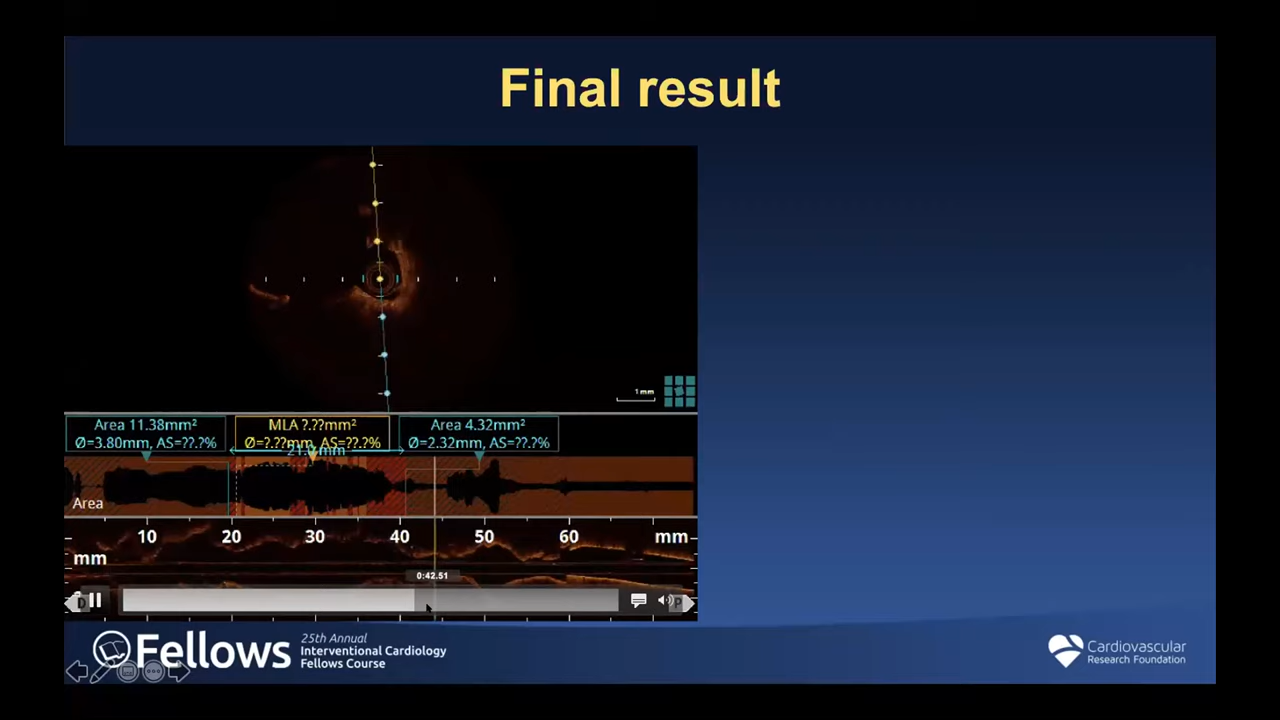 Final result
1 mm
Area 11.38mm²
Ø=3.80mm, AS=??.?%
MLA ?.??mm²
Ø=?.??mm, AS=??.?%
Area 4.32mm²
Ø=2.32mm, AS=??.?%
Area
10 20 30 40 50 60 mm
mm
0:42.51
D
P
Fellows
25th Annual
Interventional Cardiology
Fellows Course
Cardiovascular
Research Foundation